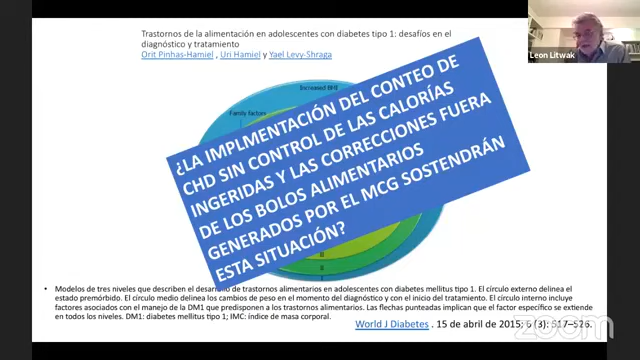 Trastornos de la alimentación en adolescentes con diabetes tipo 1: desafíos en el
diagnóstico y tratamiento
Orit Pinhas-Hamiel , Uri Hamiel y Yael Levy-Shraga
Leon Litwak
Increased BMI
Family factors
¿LA IMPLMENTACIÓN DEL CONTEO DE
CHD SIN CONTROL DE LAS CALORÍAS
INGERIDAS Y LAS CORRECCIONES FUERA
DE LOS BOLOS ALIMENTARIOS
GENERADOS POR EL MCG SOSTENDRÁN
ESTA SITUACIÓN?
• Modelos de tres niveles que describen el desarrollo de trastornos alimentarios en adolescentes con diabetes mellitus tipo 1. El círculo externo delinea el
estado premórbido. El círculo medio delinea los cambios de peso en el momento del diagnóstico y con el inicio del tratamiento. El círculo interno incluye
factores asociados con el manejo de la DM1 que predisponen a los trastornos alimentarios. Las flechas punteadas implican que el factor específico se extiende
en todos los niveles. DM1: diabetes mellitus tipo 1; IMC: índice de masa corporal.
World J Diabetes . 15 de abril de 2015; 6 (3): 517–526.
zoom